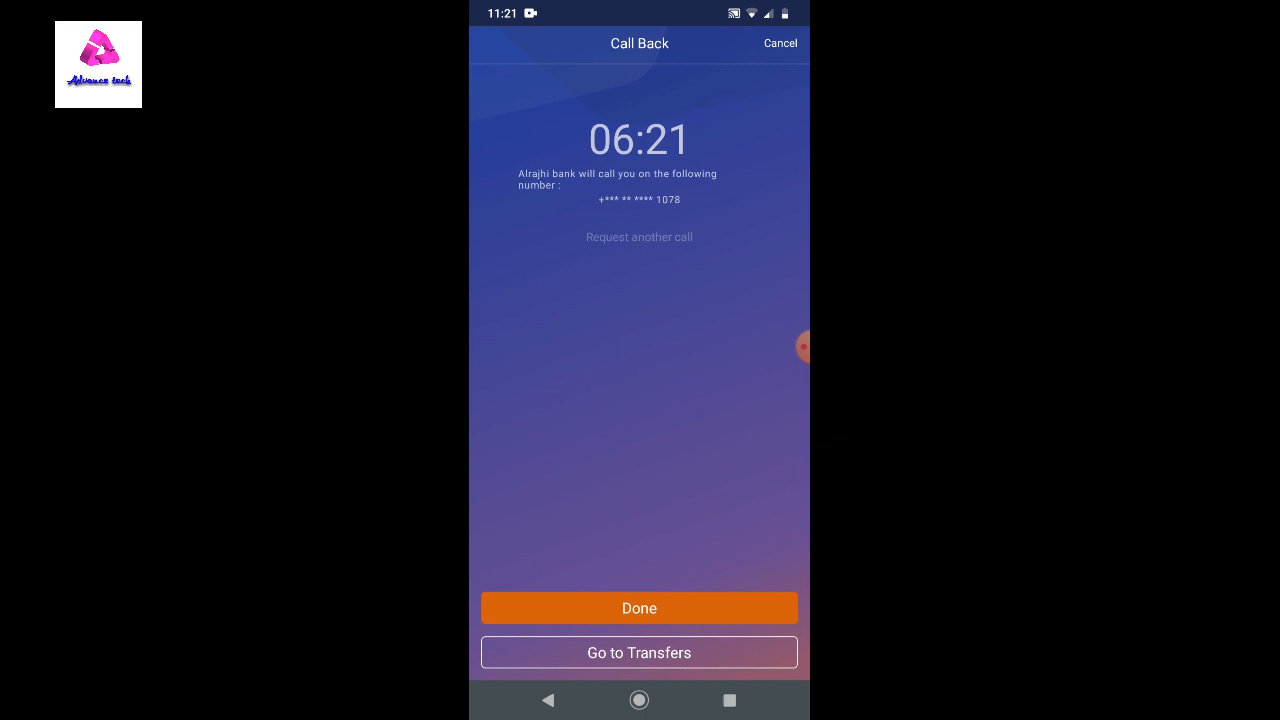 Advance tech
11:21
Call Back
Cancel
06:21
Alrajhi bank will call you on the following
number :
+*** ** **** 1078
Request another call
Done
Go to Transfers